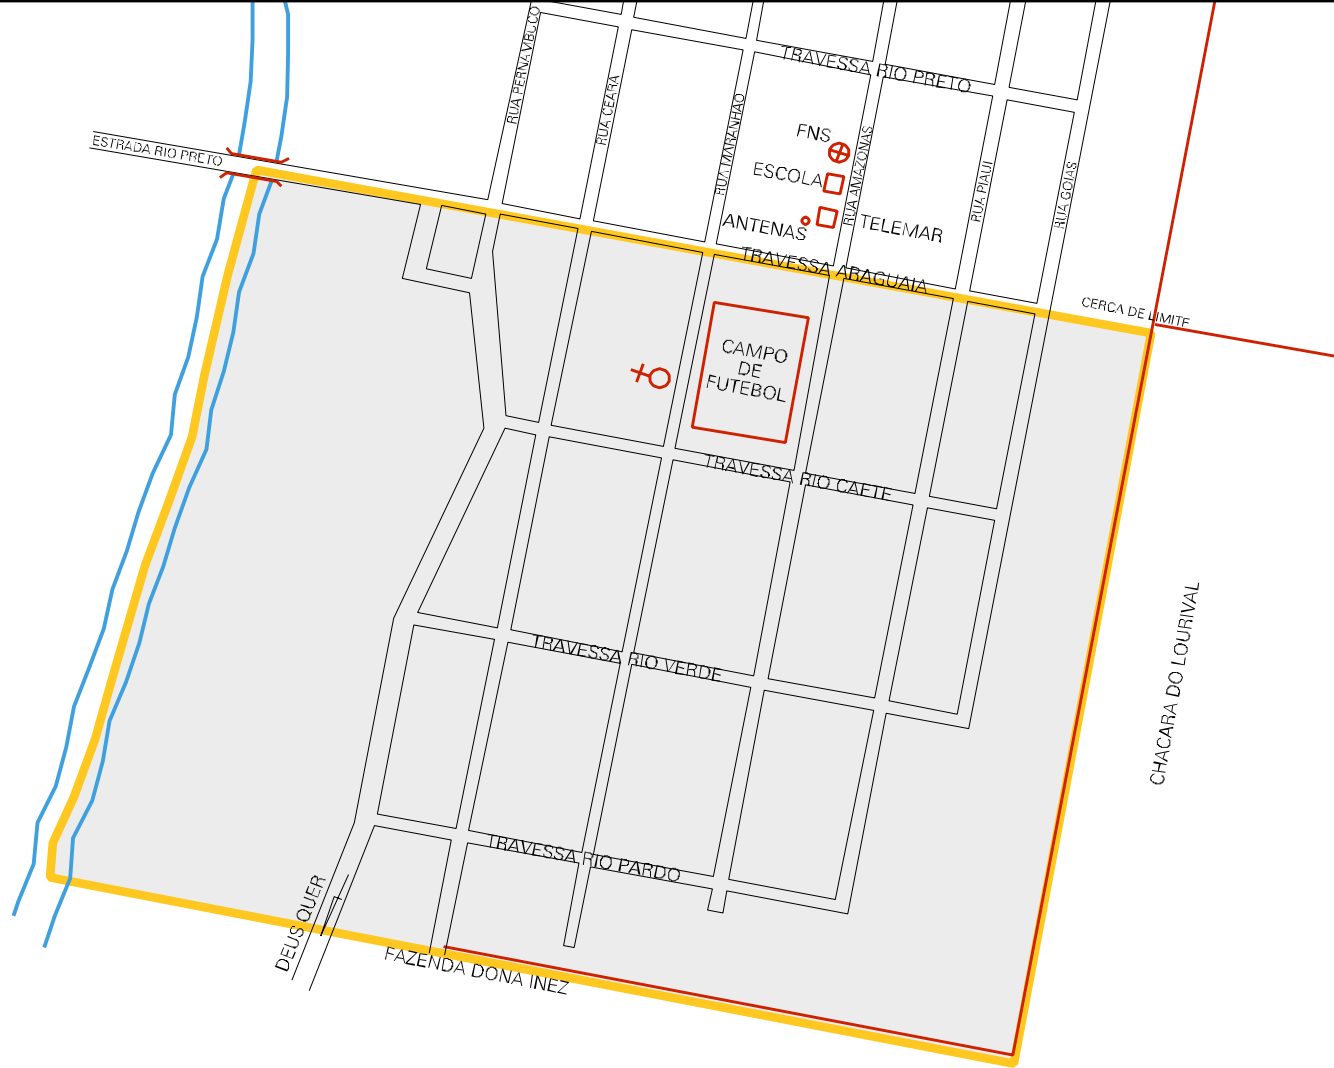 RUA PERNAMBUCO
TRAVESSA RIO PRETO
RUA CEARA
RUA MARANHAO
FNS
RUA AMAZONAS
ESTRADA RIO PRETO
ESCOLA
RUA PIAUI
RUA GOIAS
ANTENAS
TELEMAR
TRAVESSA ARAGUAIA
CERCA DE LIMITE
CAMPO
DE
FUTEBOL
TRAVESSA RIO CAETE
TRAVESSA RIO VERDE
CHACARA DO LOURIVAL
TRAVESSA RIO PARDO
DEUS QUER
FAZENDA DONA INEZ